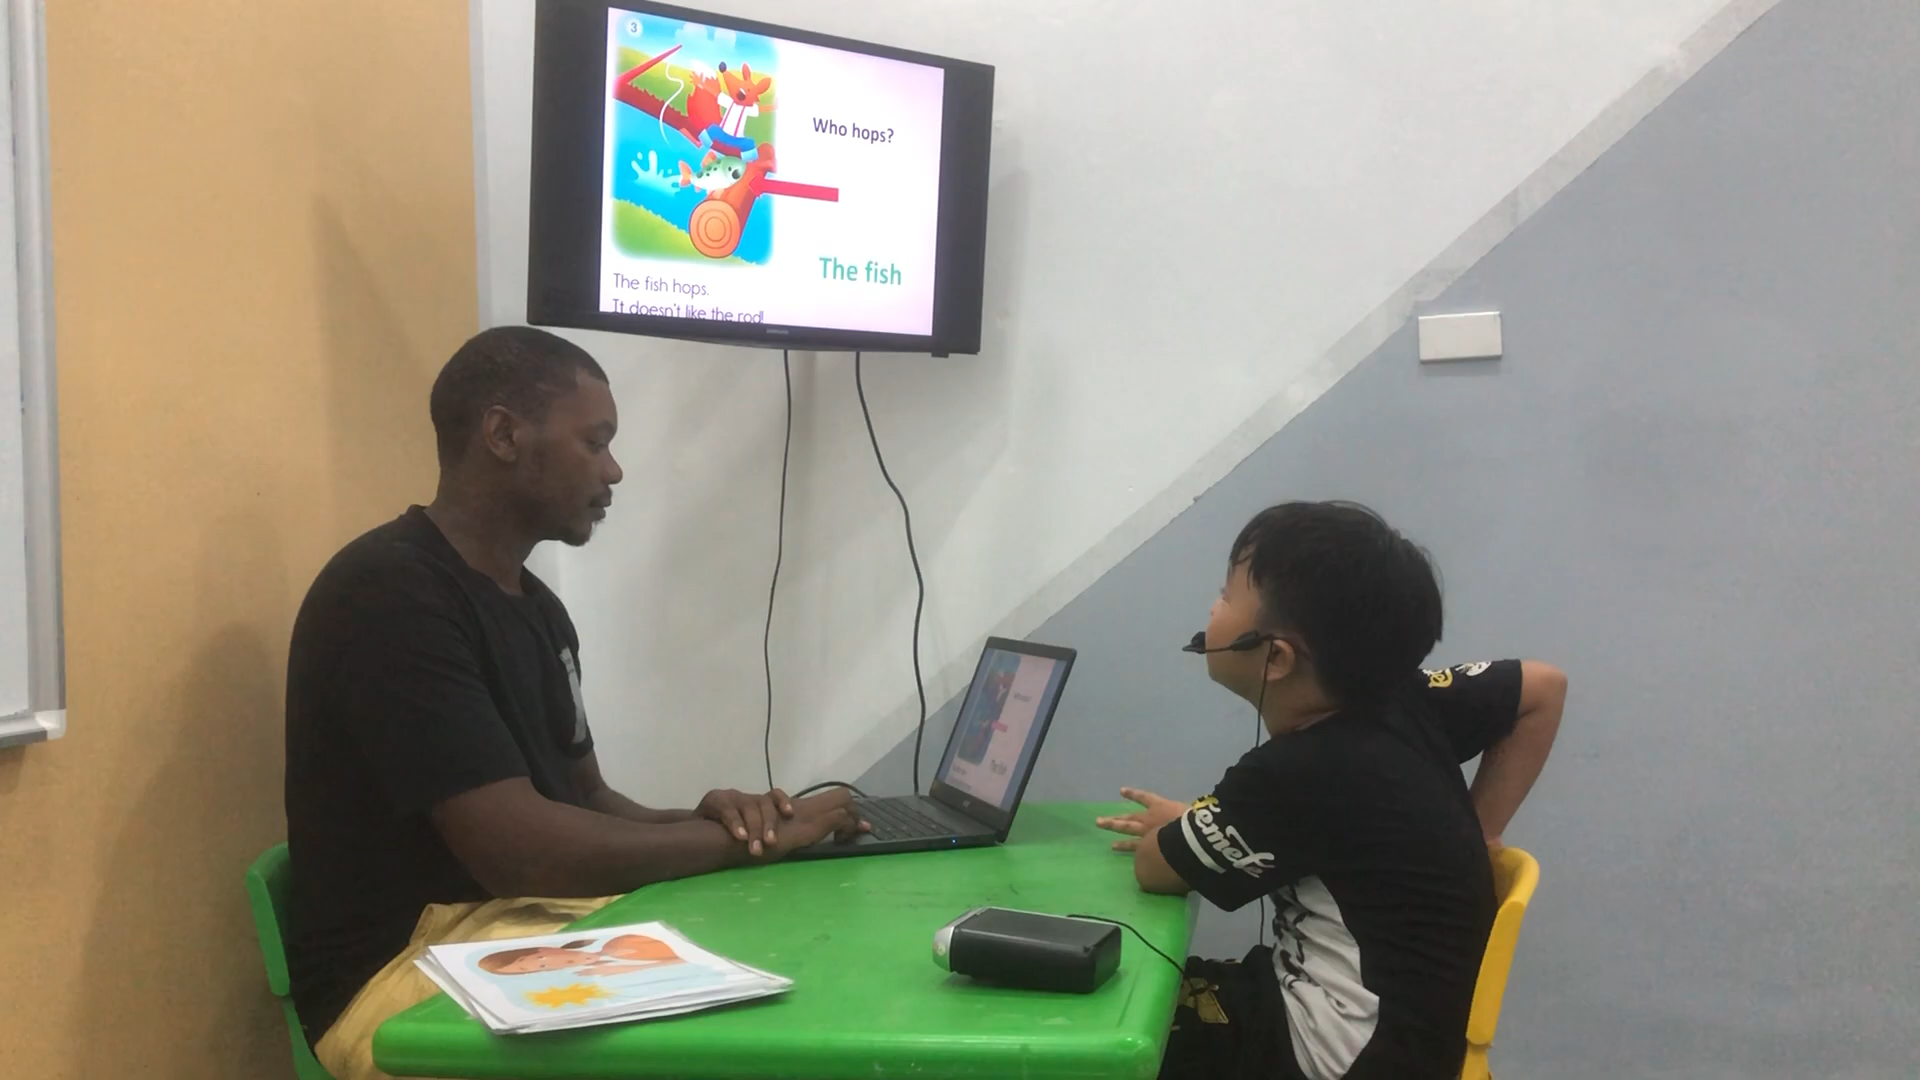 3
Who hops?
The fish
The fish hops.
It doesn't like the rod!